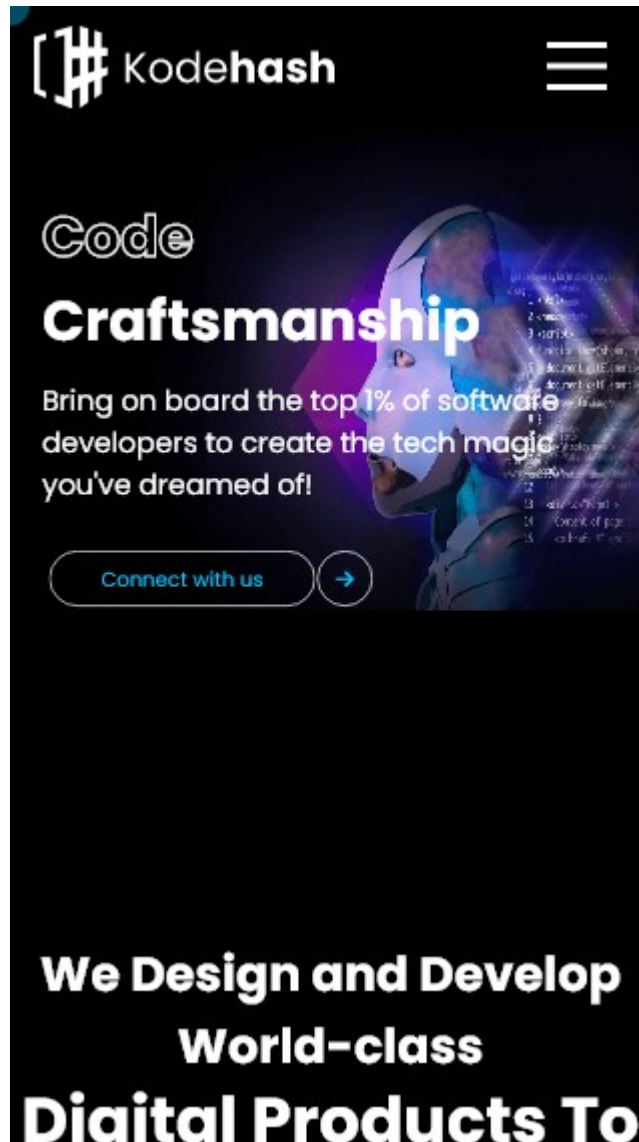 Kodehash
Code
Craftsmanship
Bring on board the top 1% of software
developers to create the tech magic
you've dreamed of!
Connect with us
We Design and Develop
World-class
Digital Products To